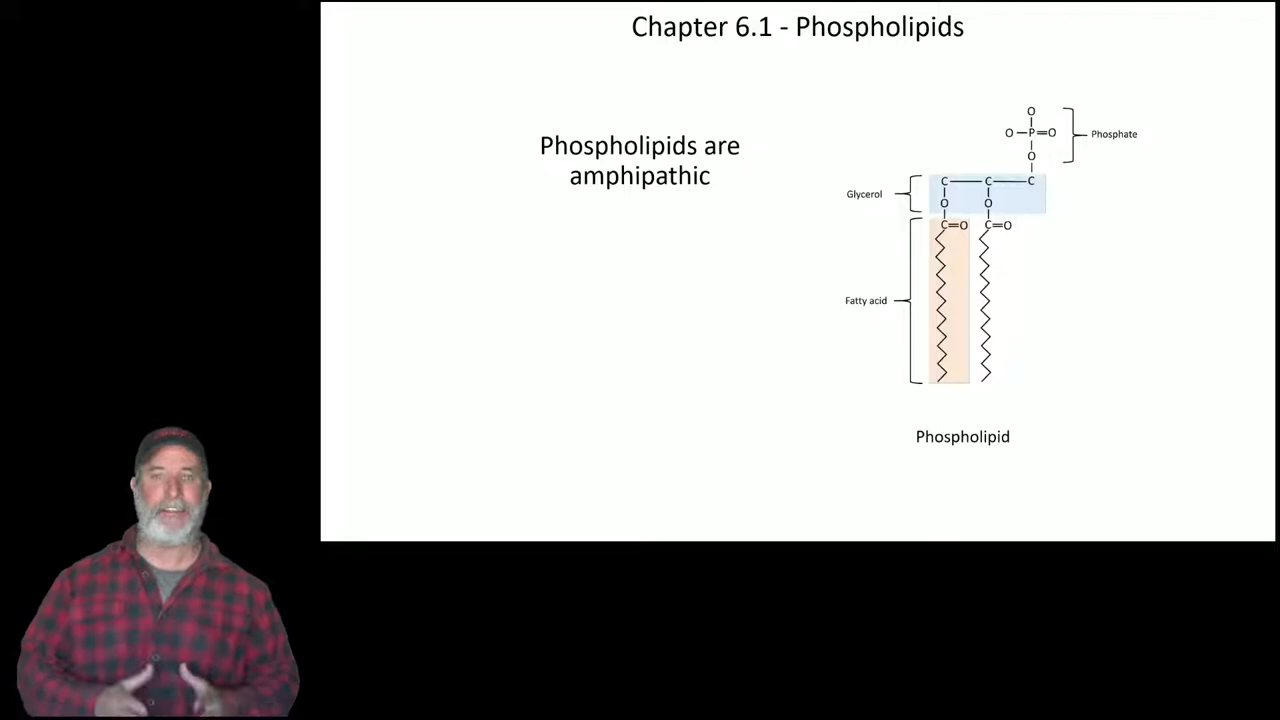 Chapter 6.1 - Phospholipids
Phospholipids are
amphipathic
O
O–P=O
Phosphate
O
C C C
Glycerol
O O
C=O C=O
Fatty acid
Phospholipid